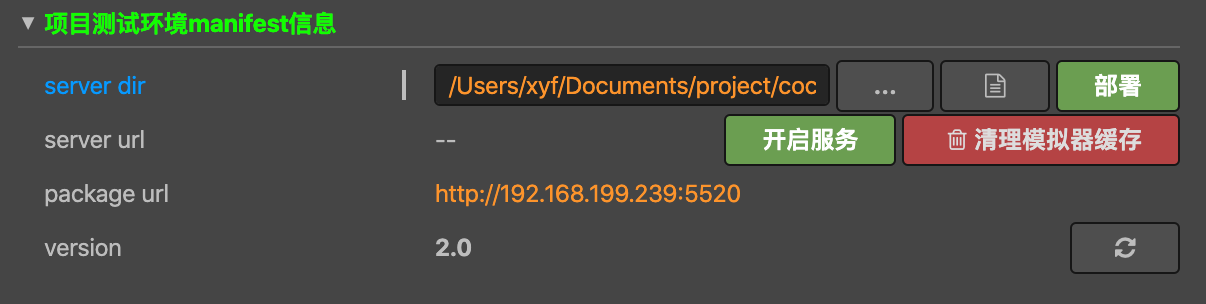 项目测试环境manifest信息
server dir /Users/xyf/Documents/project/coc ... 部署
server url -- 开启服务 清理模拟器缓存
package url http://192.168.199.239:5520
version 2.0